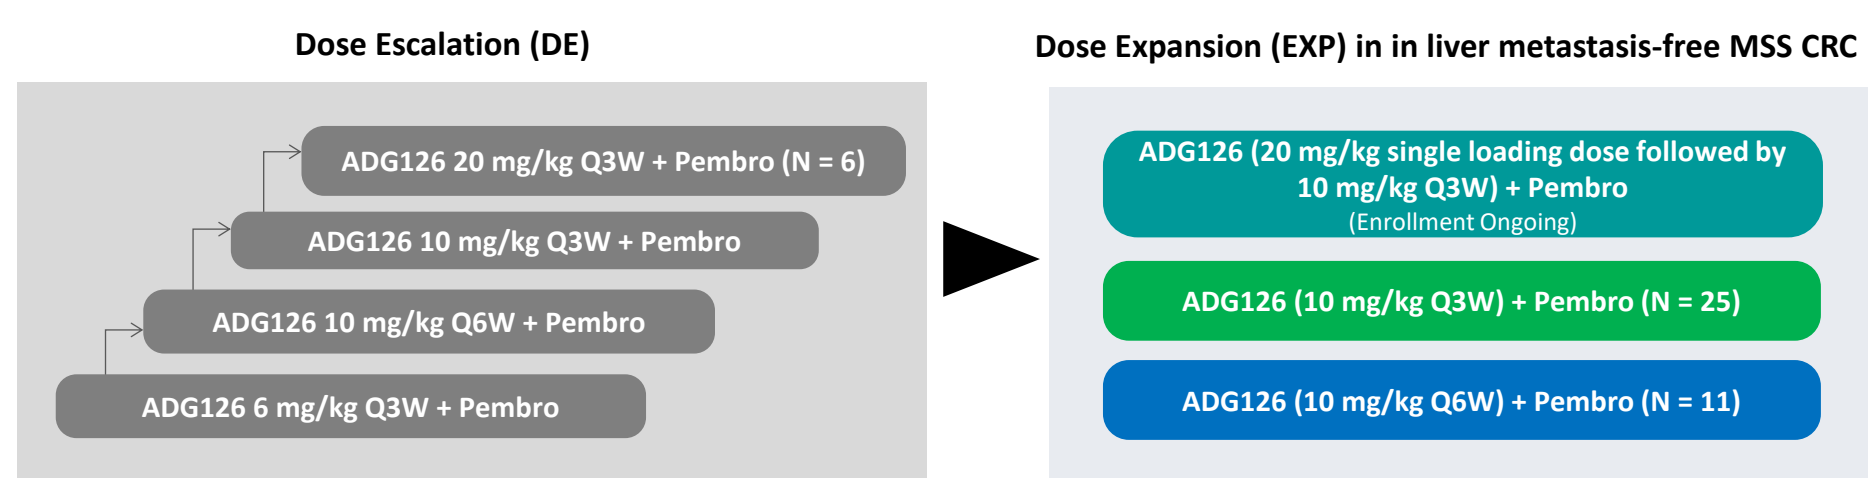 Dose Escalation (DE)
ADG126 20 mg/kg Q3W + Pembro (N = 6)
ADG126 10 mg/kg Q3W + Pembro
ADG126 10 mg/kg Q6W + Pembro
ADG126 6 mg/kg Q3W + Pembro
Dose Expansion (EXP) in in liver metastasis-free MSS CRC
ADG126 (20 mg/kg single loading dose followed by
10 mg/kg Q3W) + Pembro
(Enrollment Ongoing)
ADG126 (10 mg/kg Q3W) + Pembro (N = 25)
ADG126 (10 mg/kg Q6W) + Pembro (N = 11)